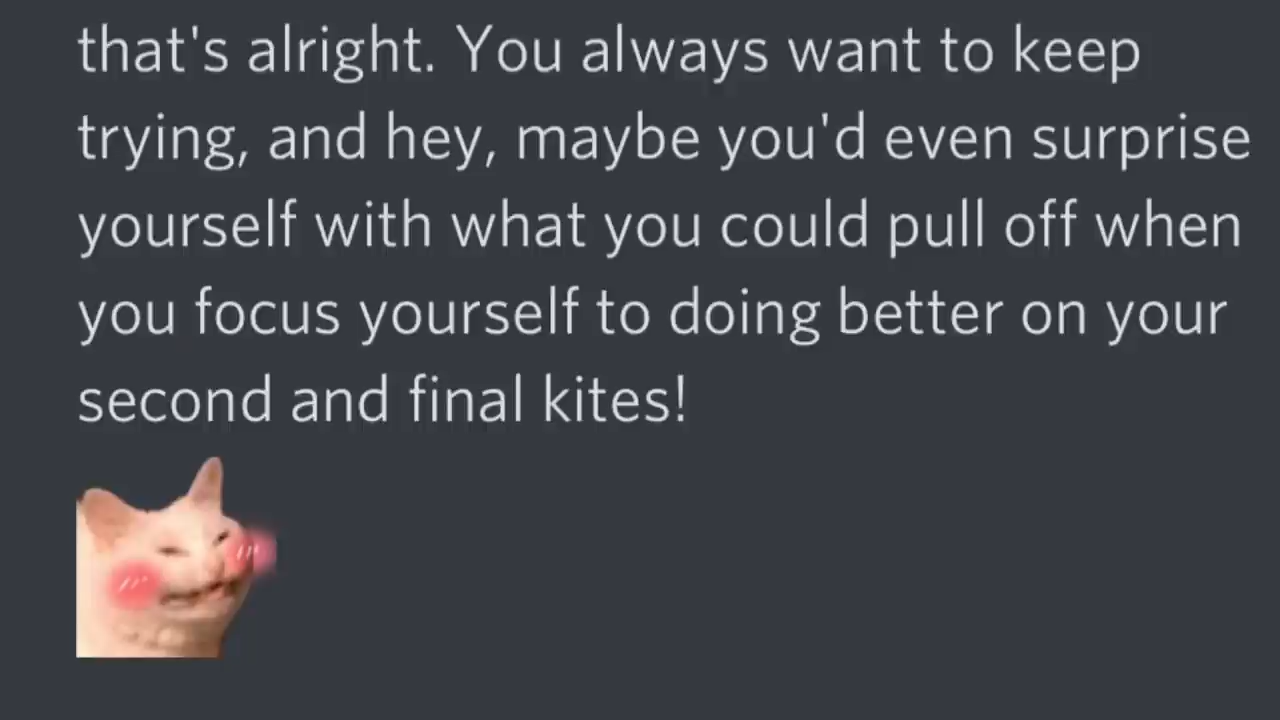 that's alright. You always want to keep
trying, and hey, maybe you'd even surprise
yourself with what you could pull off when
you focus yourself to doing better on your
second and final kites!